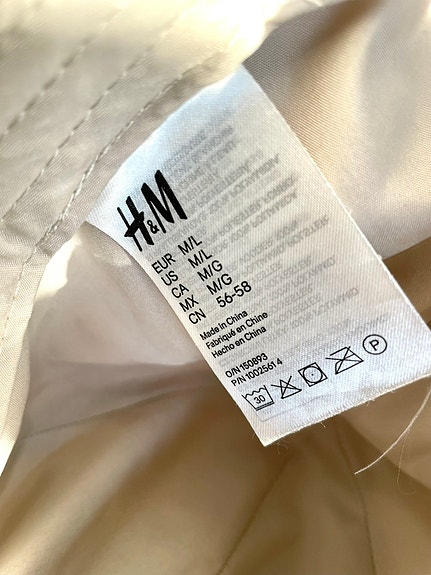 H&M
EUR M/L
US M/L
CA M/G
MX M/G
CN 56-58
Made in China
Fabriqué en Chine
Hecho en China
O/N 150893
P/N 10025614
30 P